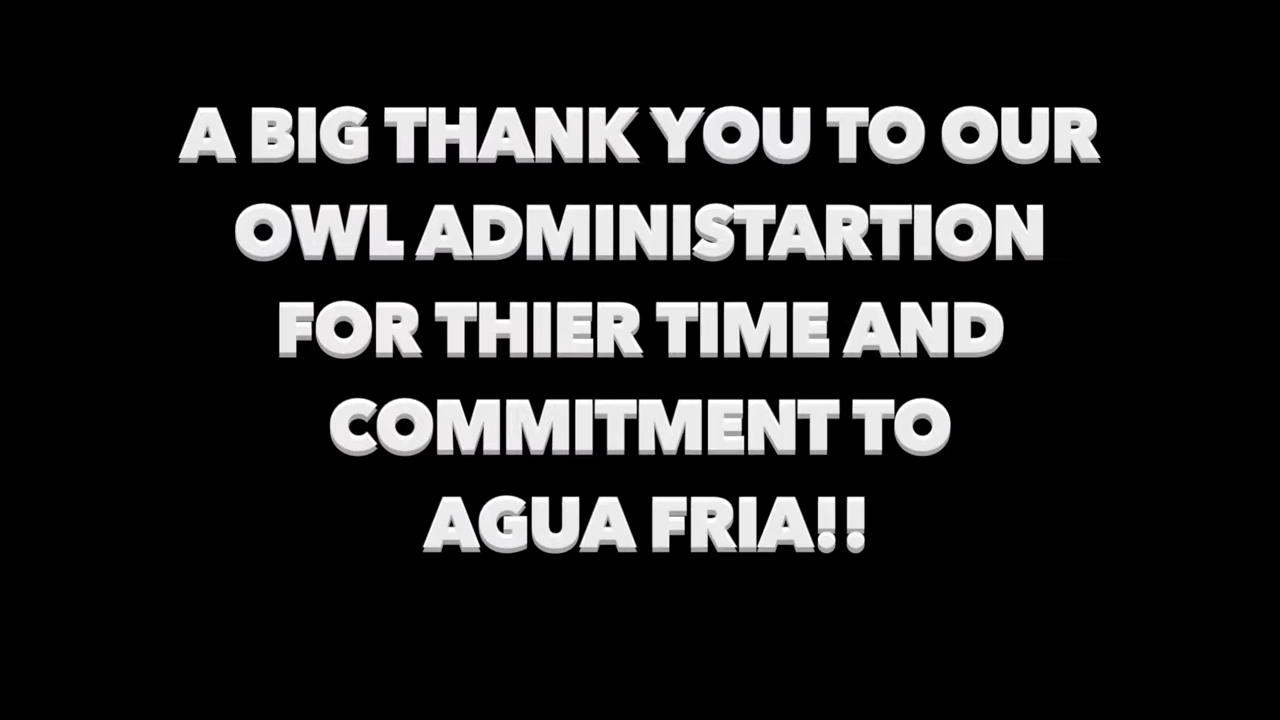 A BIG THANK YOU TO OUR
OWL ADMINISTARTION
FOR THIER TIME AND
COMMITMENT TO
AGUA FRIA!!